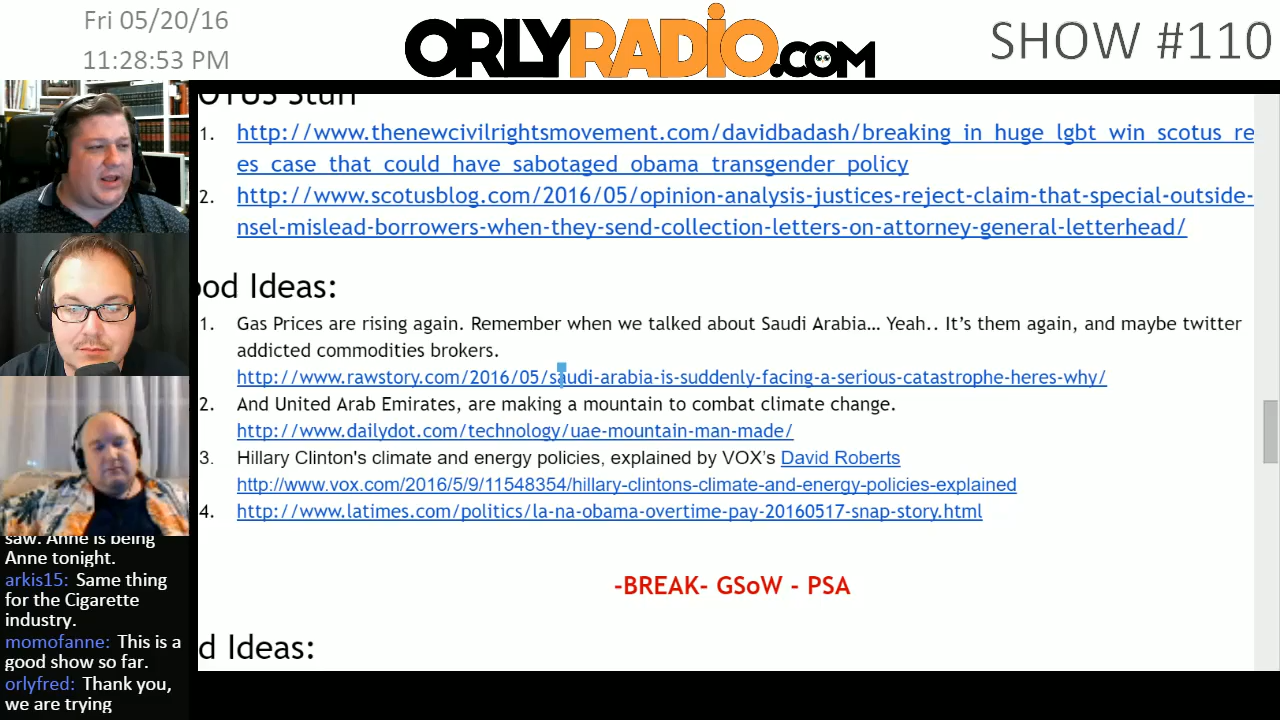 Fri 05/20/16
11:28:53 PM
ORLYRADiO.COM
SHOW #110
OTUS Stuff
1. http://www.thenewcivilrightsmovement.com/davidbadash/breaking_in_huge_lgbt_win_scotus_re
es_case_that_could_have_sabotaged_obama_transgender_policy
2. http://www.scotusblog.com/2016/05/opinion-analysis-justices-reject-claim-that-special-outside-
nsel-mislead-borrowers-when-they-send-collection-letters-on-attorney-general-letterhead/
ood Ideas:
1. Gas Prices are rising again. Remember when we talked about Saudi Arabia… Yeah.. It's them again, and maybe twitter
addicted commodities brokers.
http://www.rawstory.com/2016/05/saudi-arabia-is-suddenly-facing-a-serious-catastrophe-heres-why/
2. And United Arab Emirates, are making a mountain to combat climate change.
http://www.dailydot.com/technology/uae-mountain-man-made/
3. Hillary Clinton's climate and energy policies, explained by VOX's David Roberts
http://www.vox.com/2016/5/9/11548354/hillary-clintons-climate-and-energy-policies-explained
4. http://www.latimes.com/politics/la-na-obama-overtime-pay-20160517-snap-story.html
-BREAK- GSoW - PSA
d Ideas:
saw. Anne is being
Anne tonight.
arkis15: Same thing
for the Cigarette
industry.
momofanne: This is a
good show so far.
orlyfred: Thank you,
we are trying